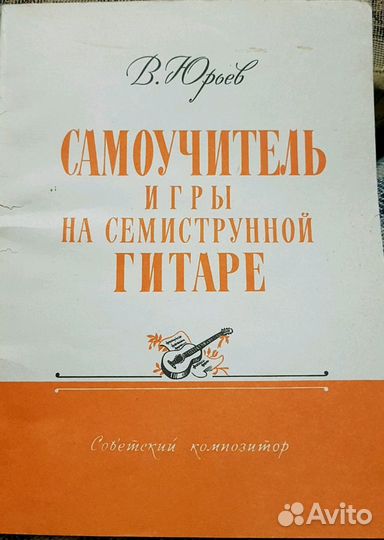 В. Юрьев
САМОУЧИТЕЛЬ
ИГРЫ
НА СЕМИСТРУННОЙ
ГИТАРЕ
Советский композитор
Avito